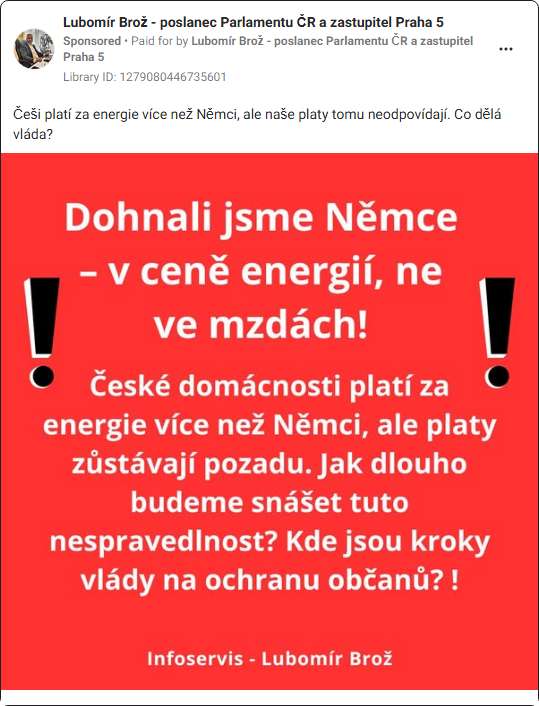 Lubomír Brož - poslanec Parlamentu ČR a zastupitel Praha 5
Sponsored • Paid for by Lubomír Brož - poslanec Parlamentu ČR a zastupitel
Praha 5
Library ID: 1279080446735601
Češi platí za energie více než Němci, ale naše platy tomu neodpovídají. Co dělá
vláda?
Dohnali jsme Němce
– v ceně energií, ne
ve mzdách!
! !
České domácnosti platí za
energie více než Němci, ale platy
zůstávají pozadu. Jak dlouho
budeme snášet tuto
nespravedlnost? Kde jsou kroky
vlády na ochranu občanů? !
Infoservis - Lubomír Brož